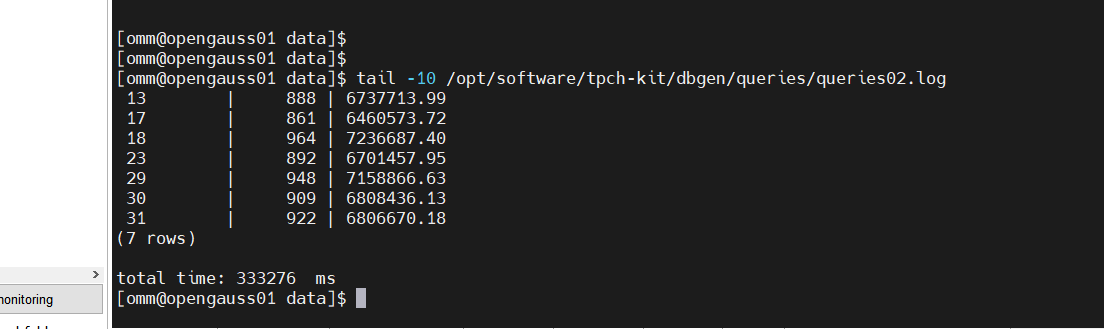 [omm@opengauss01 data]$
[omm@opengauss01 data]$
[omm@opengauss01 data]$ tail -10 /opt/software/tpch-kit/dbgen/queries/queries02.log
13 | 888 | 6737713.99
17 | 861 | 6460573.72
18 | 964 | 7236687.40
23 | 892 | 6701457.95
29 | 948 | 7158866.63
30 | 909 | 6808436.13
31 | 922 | 6806670.18
(7 rows)
total time: 333276 ms
[omm@opengauss01 data]$
onitoring